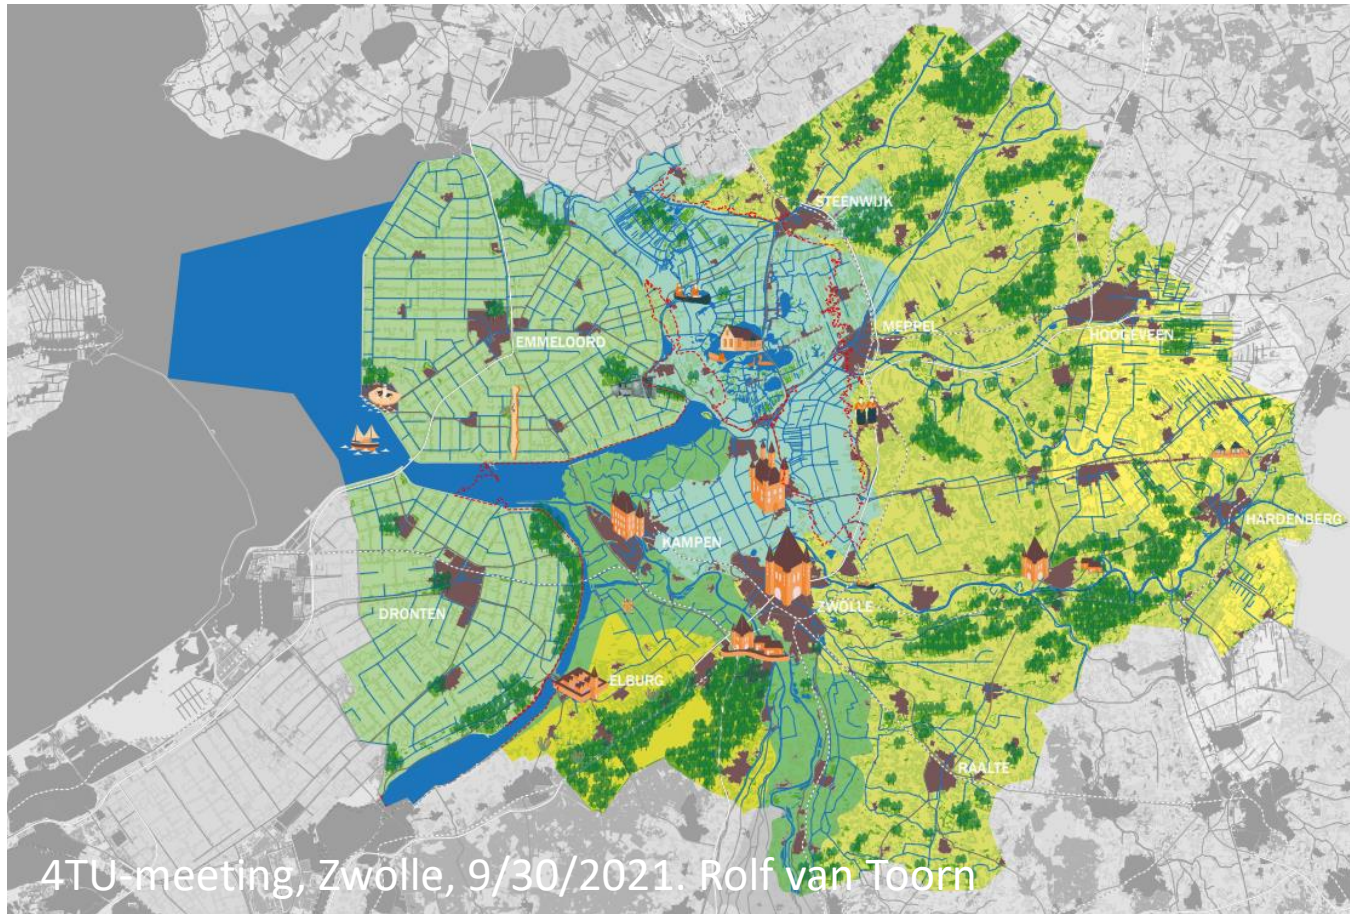 STEENWIJK
MEPPEL
HOOGEVEEN
EMMELOORD
HARDENBERG
KAMPEN
ZWOLLE
DRONTEN
ELBURG
RAALTE
4TU-meeting, Zwolle, 9/30/2021. Rolf van Toorn